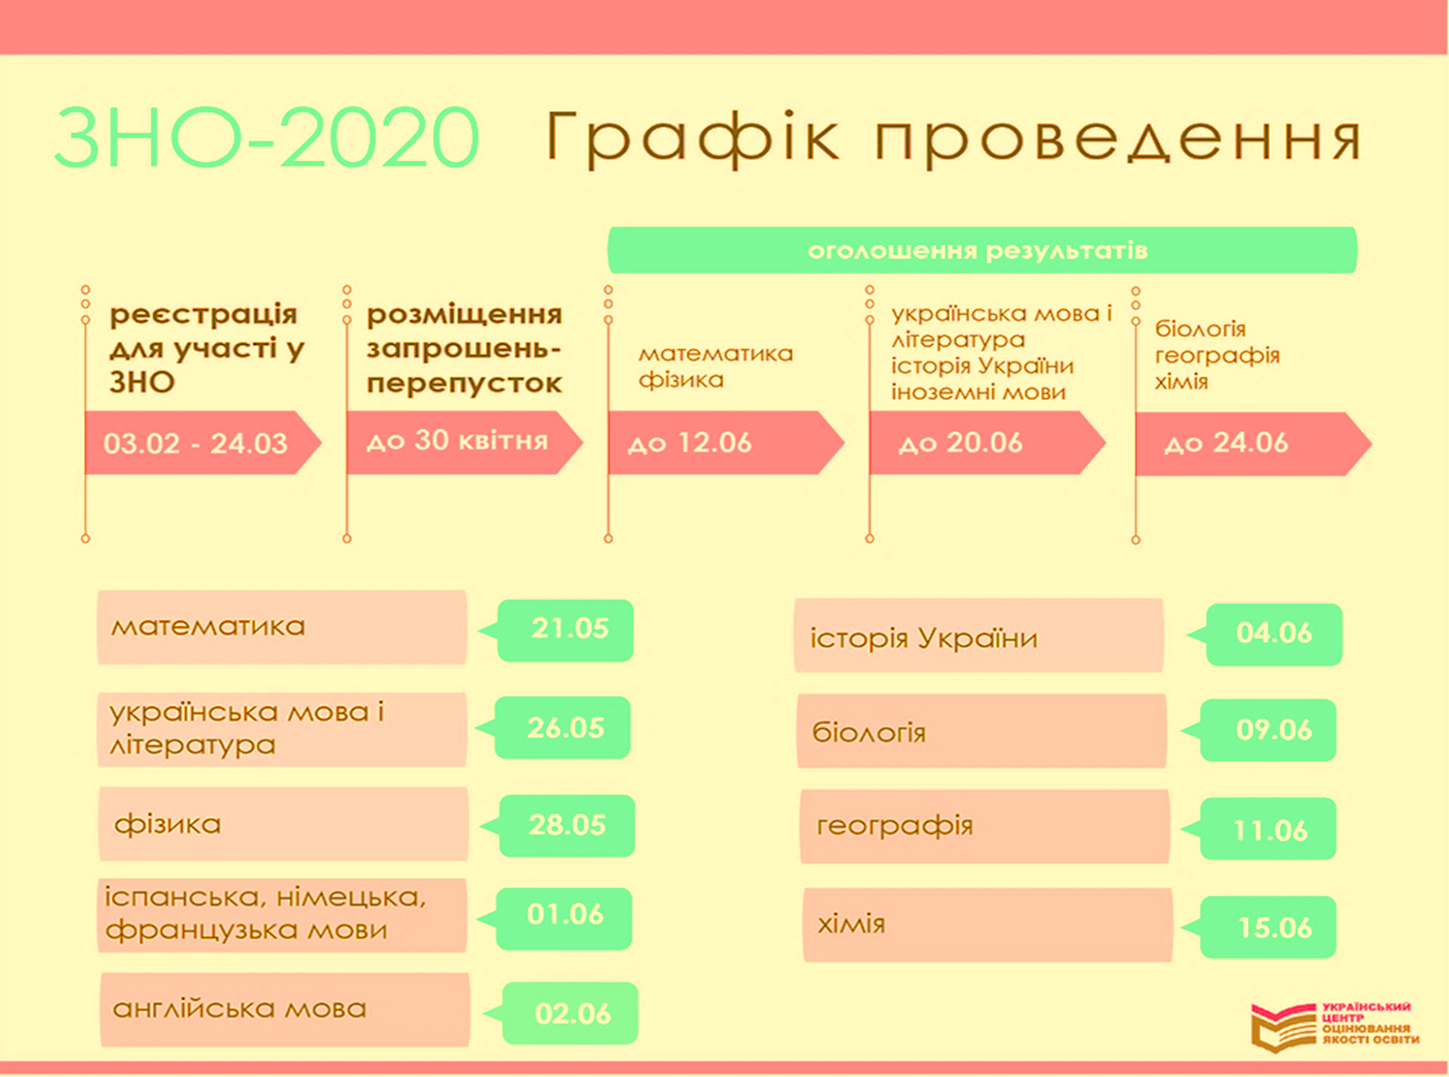 ЗНО-2020 Графік проведення
оголошення результатів
реєстрація
для участі у
ЗНО
03.02 - 24.03
розміщення
запрошень-
перепусток
до 30 квітня
математика
фізика
до 12.06
українська мова і
література
історія України
іноземні мови
до 20.06
біологія
географія
хімія
до 24.06
математика
21.05
українська мова і
література
26.05
фізика
28.05
іспанська, німецька,
французька мови
01.06
англійська мова
02.06
історія України
04.06
біологія
09.06
географія
11.06
хімія
15.06
УКРАЇНСЬКИЙ
ЦЕНТР
ОЦІНЮВАННЯ
ЯКОСТІ ОСВІТИ